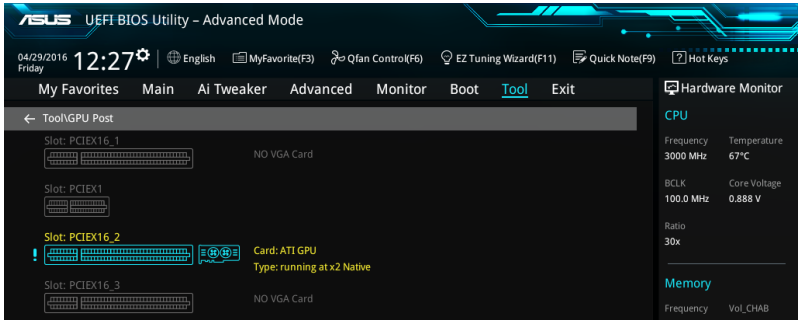 ASUS UEFI BIOS Utility – Advanced Mode
04/29/2016
Friday
12:27
English
MyFavorite(F3)
Qfan Control(F6)
EZ Tuning Wizard(F11)
Quick Note(F9)
? Hot Keys
My Favorites Main Ai Tweaker Advanced Monitor Boot Tool Exit
Hardware Monitor
← Tool\GPU Post
Slot: PCIEX16_1
NO VGA Card
Slot: PCIEX1
Slot: PCIEX16_2
! Card: ATI GPU
Type: running at x2 Native
Slot: PCIEX16_3
NO VGA Card
CPU
Frequency Temperature
3000 MHz 67°C
BCLK Core Voltage
100.0 MHz 0.888 V
Ratio
30x
Memory
Frequency Vol_CHAB